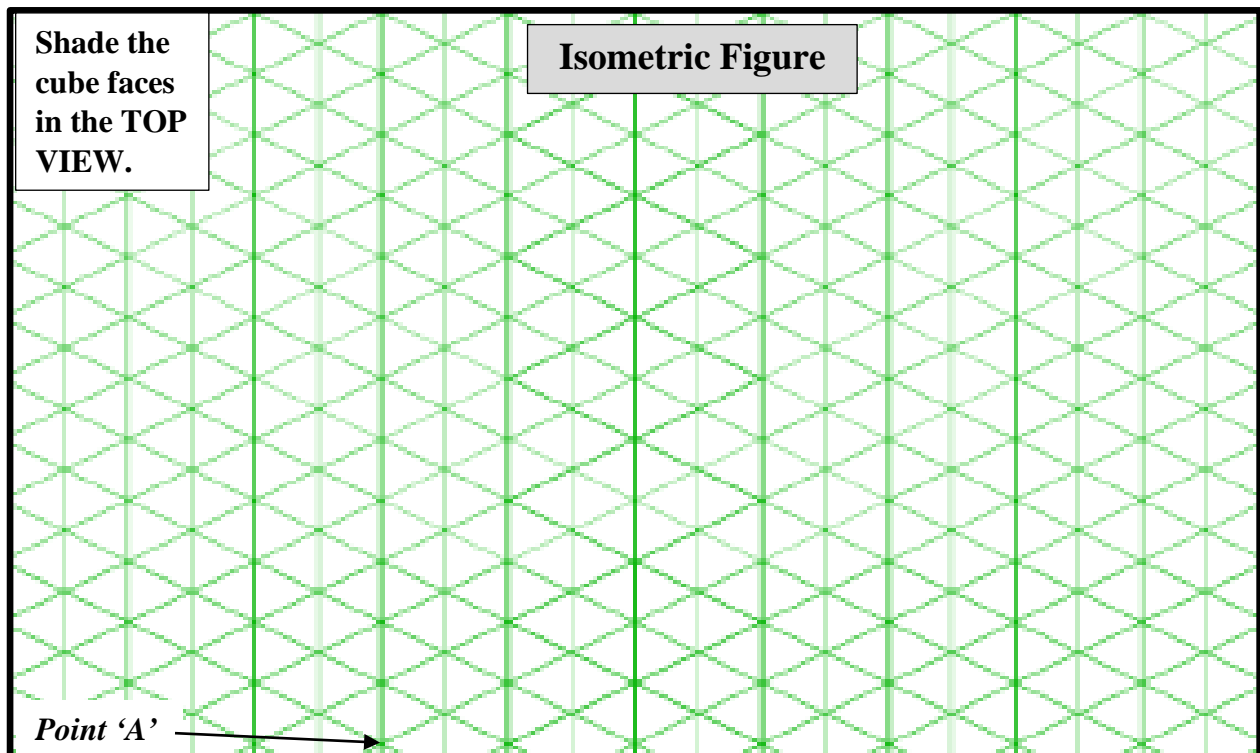 Shade the
cube faces
in the TOP
VIEW.
Isometric Figure
Point ‘A’